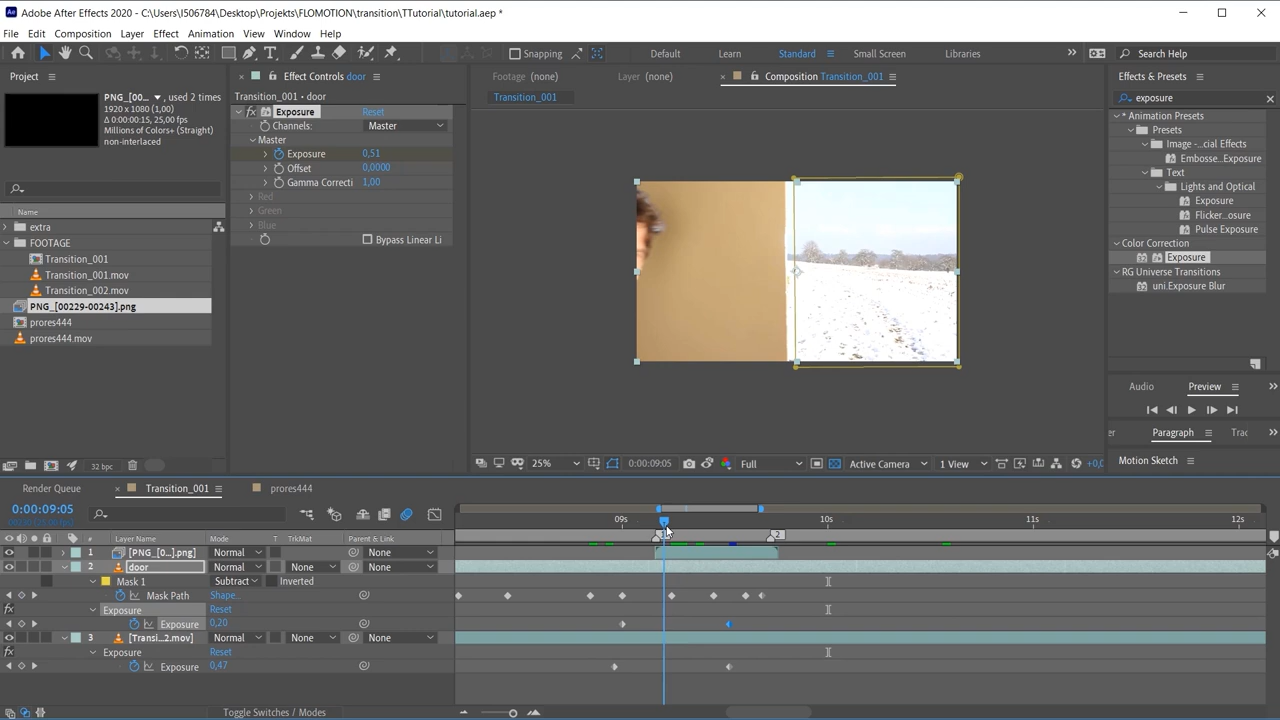 Adobe After Effects 2020 - C:\Users\I506784\Desktop\Projekts\FLOMOTION\transition\TTutorial\tutorial.aep *
File Edit Composition Layer Effect Animation View Window Help
Snapping Default Learn Standard Small Screen Libraries Search Help
Project Effect Controls door Footage (none) Layer (none) Composition Transition_001 Effects & Presets
PNG_[00... , used 2 times
1920 x 1080 (1,00)
Δ 0:00:00:15, 25,00 fps
Millions of Colors+ (Straight)
non-interlaced
Transition_001 • door
Exposure Reset
Channels: Master
Master
Exposure 0,51
Offset 0,0000
Gamma Correcti 1,00
Red
Green
Blue
Bypass Linear Li
Transition_001
exposure
* Animation Presets
Presets
Image -...cial Effects
Embosse...Exposure
Text
Lights and Optical
Exposure
Flicker...osure
Pulse Exposure
Color Correction
Exposure
RG Universe Transitions
uni.Exposure Blur
Name
extra
FOOTAGE
Transition_001
Transition_001.mov
Transition_002.mov
PNG_[00229-00243].png
prores444
prores444.mov
Audio Preview
Paragraph Trac
Motion Sketch
32 bpc
25% 0:00:09:05 Full Active Camera 1 View +0,0
Render Queue Transition_001 prores444
0:00:09:05
09s 10s 11s 12s
# Layer Name Mode T TrkMat Parent & Link
1 [PNG_[0...].png] Normal None
2 door Normal None None
Mask 1 Subtract Inverted
Mask Path Shape...
Exposure Reset
Exposure 0,20
3 [Transi...2.mov] Normal None None
Exposure Reset
Exposure 0,47
1 2
Toggle Switches / Modes